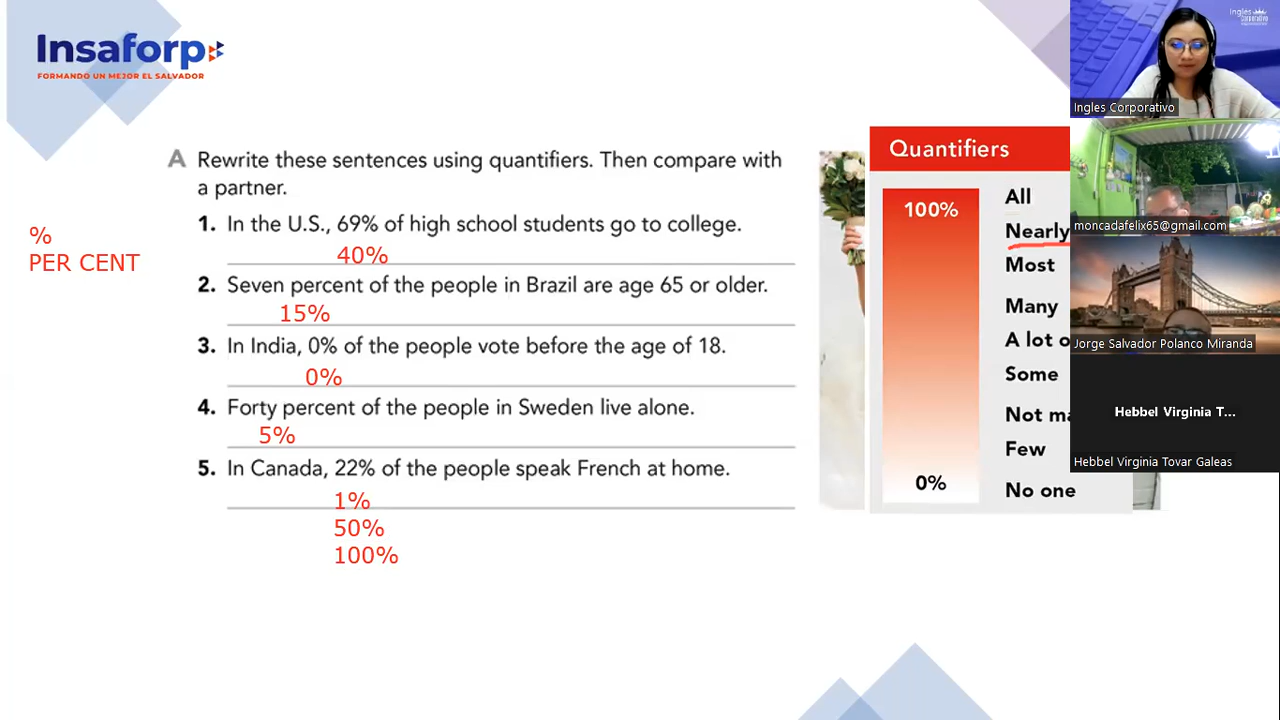 Insaforp
FORMANDO UN MEJOR EL SALVADOR
A Rewrite these sentences using quantifiers. Then compare with
a partner.
1. In the U.S., 69% of high school students go to college.
40%
2. Seven percent of the people in Brazil are age 65 or older.
15%
3. In India, 0% of the people vote before the age of 18.
0%
4. Forty percent of the people in Sweden live alone.
5%
5. In Canada, 22% of the people speak French at home.
1%
50%
100%
%
PER CENT
Quantifiers
100%
0%
All
Nearly
Most
Many
A lot o
Some
Not ma
Few
No one
Ingles
Corporativo
Ingles Corporativo
moncadafelix65@gmail.com
Jorge Salvador Polanco Miranda
Hebbel Virginia T...
Hebbel Virginia Tovar Galeas